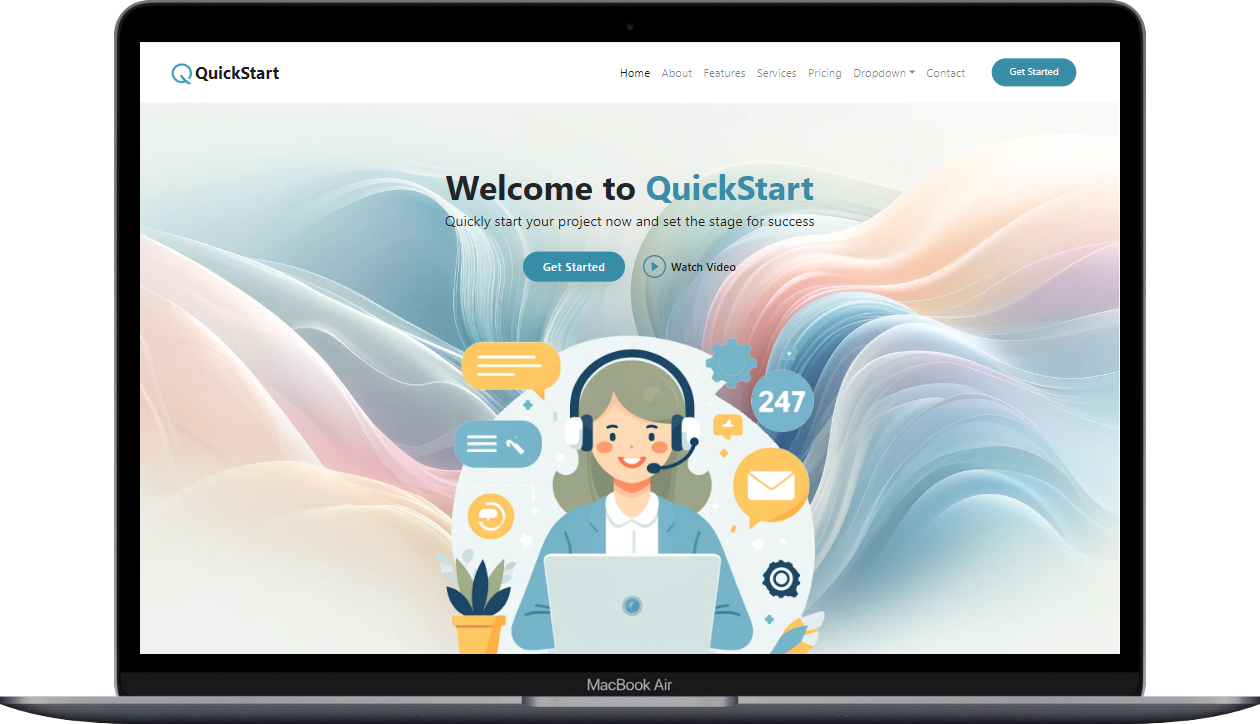 QuickStart
Home About Features Services Pricing Dropdown Contact Get Started
Welcome to QuickStart
Quickly start your project now and set the stage for success
Get Started Watch Video
247
MacBook Air